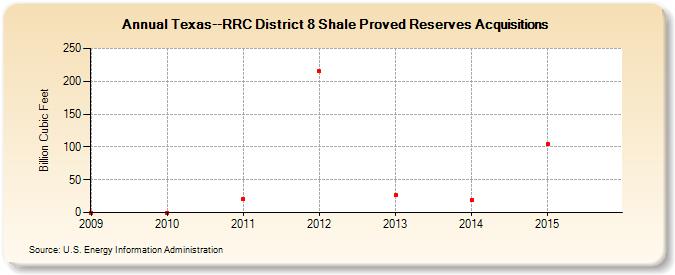 Annual Texas--RRC District 8 Shale Proved Reserves Acquisitions
Billion Cubic Feet
250
200
150
100
50
0
2009 2010 2011 2012 2013 2014 2015
Source: U.S. Energy Information Administration